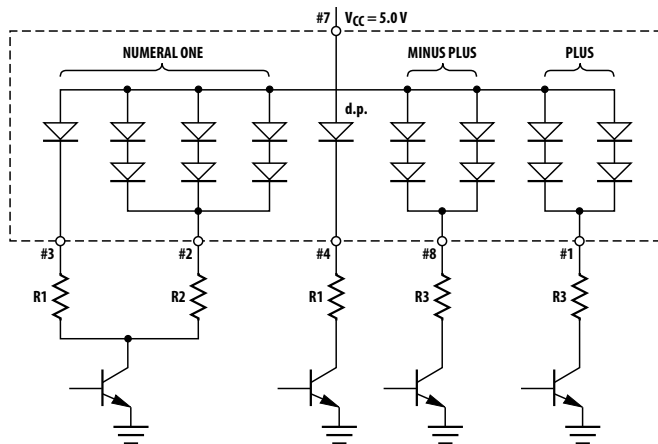 #7 V_CC = 5.0 V
NUMERAL ONE
MINUS PLUS
PLUS
d.p.
#3
#2
#4
#8
#1
R1
R2
R1
R3
R3